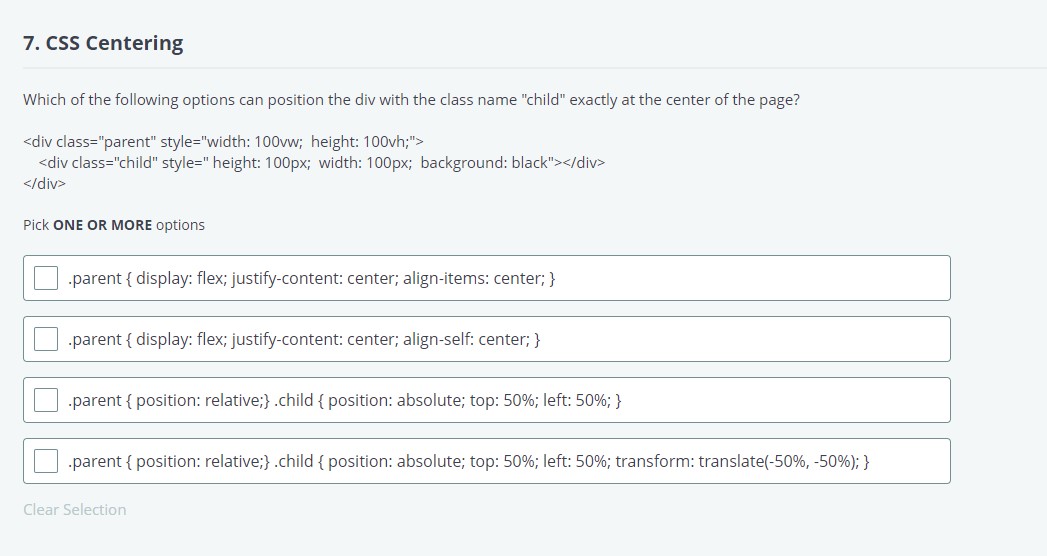 7. CSS Centering
Which of the following options can position the div with the class name "child" exactly at the center of the page?
<div class="parent" style="width: 100vw;  height: 100vh;">
<div class="child" style=" height: 100px;  width: 100px;  background: black"></div>
</div>
Pick ONE OR MORE options
.parent { display: flex; justify-content: center; align-items: center; }
.parent { display: flex; justify-content: center; align-self: center; }
.parent { position: relative;} .child { position: absolute; top: 50%; left: 50%; }
.parent { position: relative;} .child { position: absolute; top: 50%; left: 50%; transform: translate(-50%, -50%); }
Clear Selection